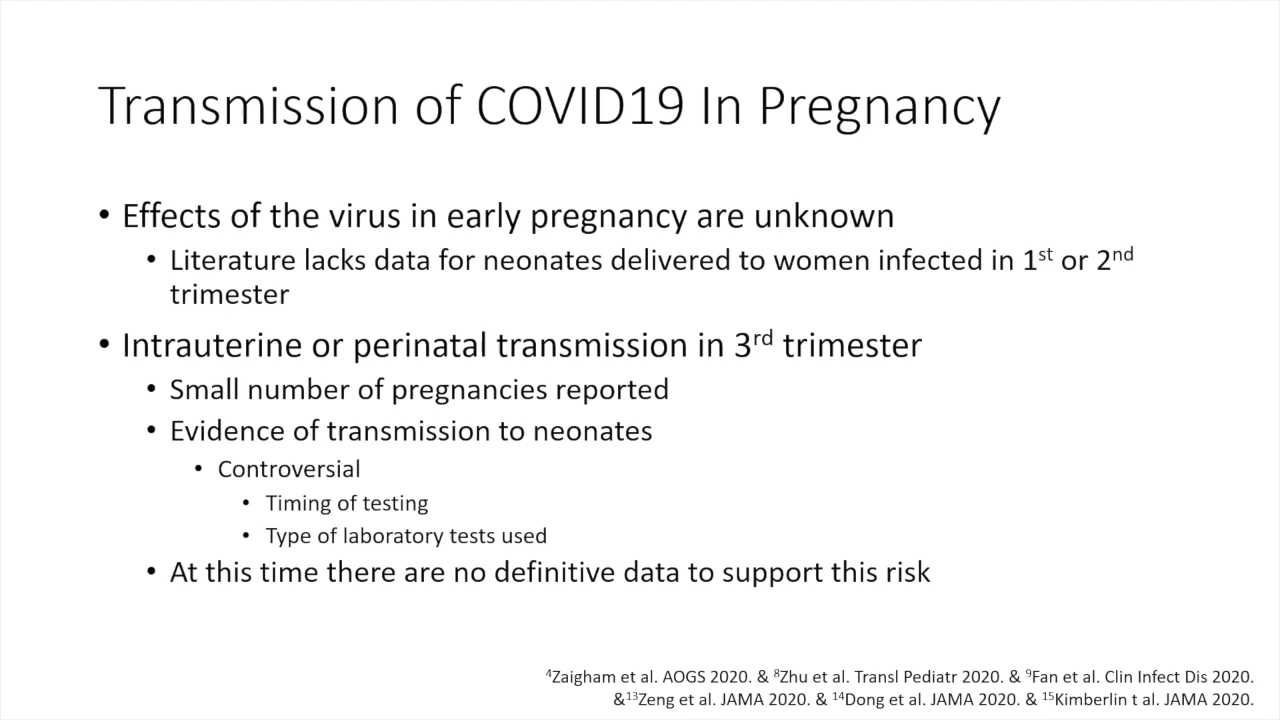 Transmission of COVID19 In Pregnancy
• Effects of the virus in early pregnancy are unknown
• Literature lacks data for neonates delivered to women infected in 1st or 2nd
trimester
• Intrauterine or perinatal transmission in 3rd trimester
• Small number of pregnancies reported
• Evidence of transmission to neonates
• Controversial
• Timing of testing
• Type of laboratory tests used
• At this time there are no definitive data to support this risk
4Zaigham et al. AOGS 2020. & 8Zhu et al. Transl Pediatr 2020. & 9Fan et al. Clin Infect Dis 2020.
&13Zeng et al. JAMA 2020. & 14Dong et al. JAMA 2020. & 15Kimberlin t al. JAMA 2020.